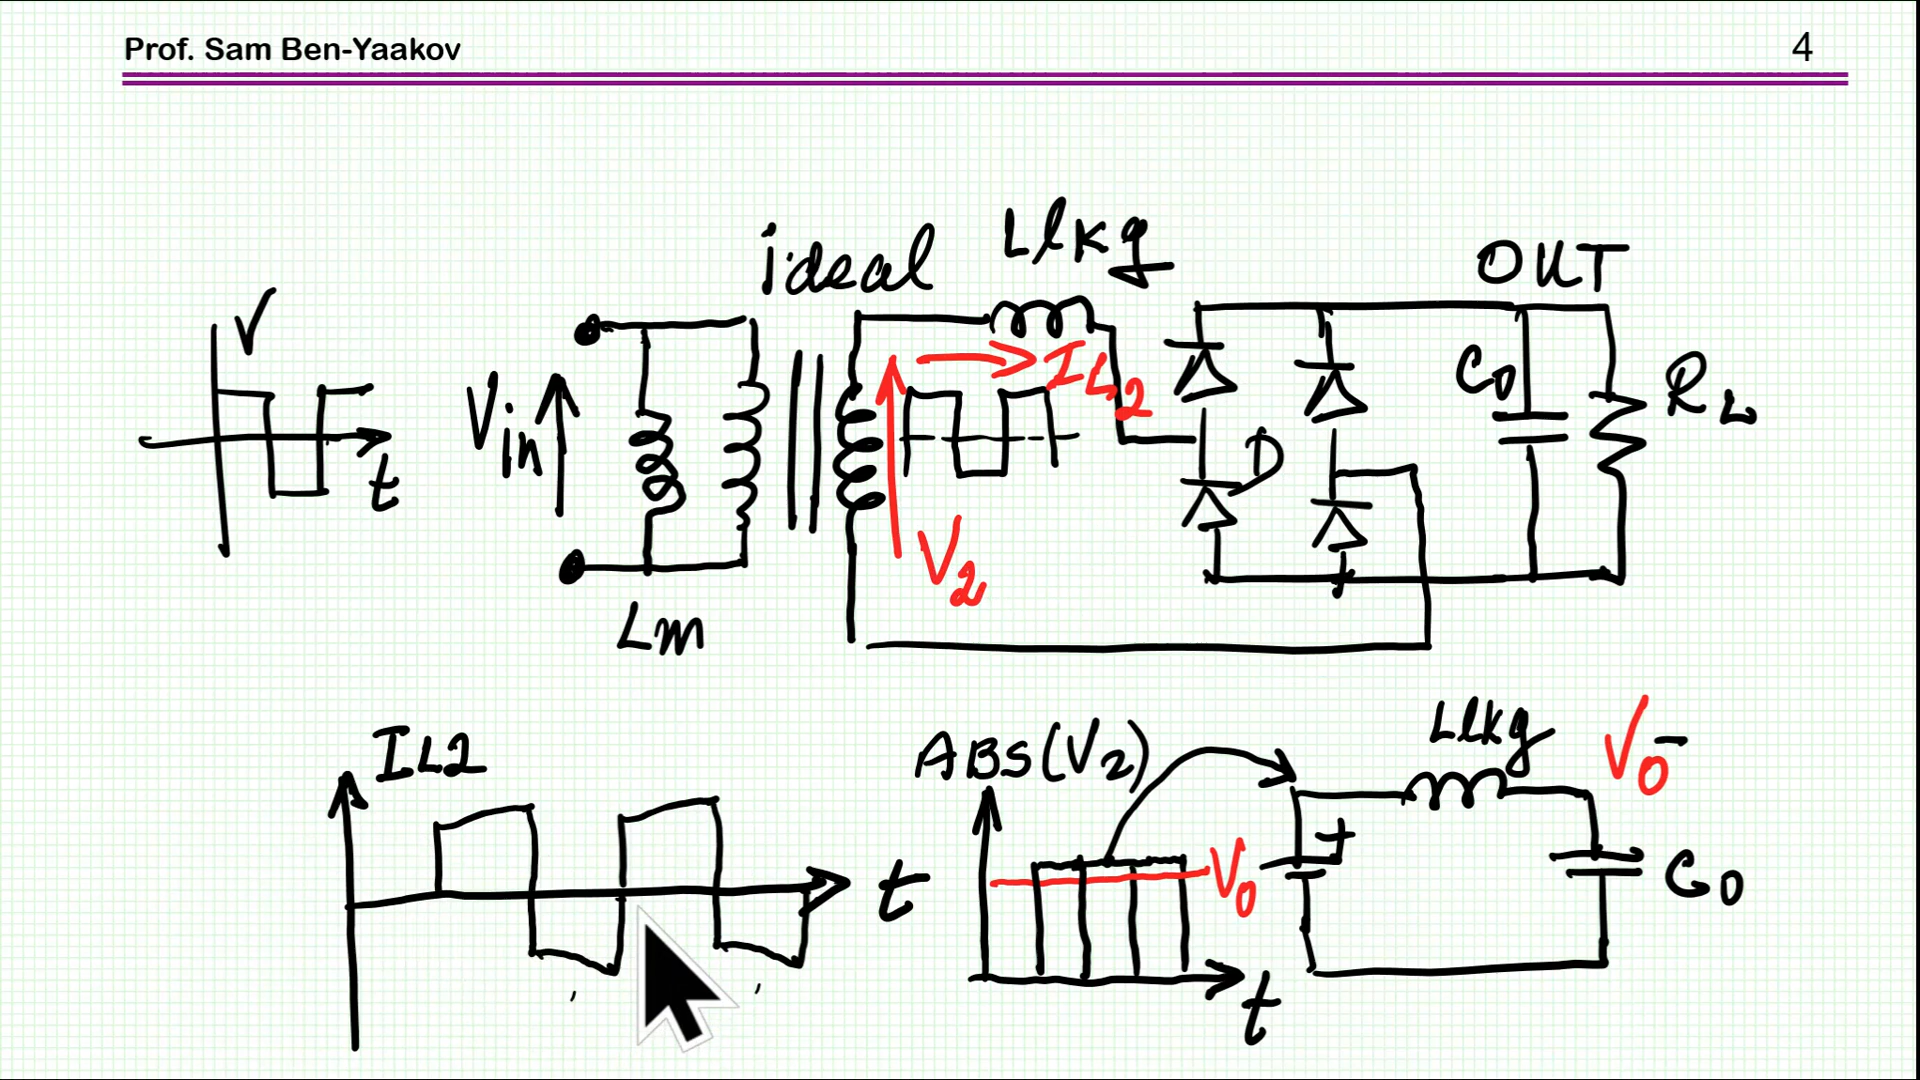 Prof. Sam Ben-Yaakov 4
ideal Llkg OUT
V
Vin IL2 Co RL
D
t
V2
Lm
IL2 ABS(V2) Llkg Vo
+
t Vo Co
t